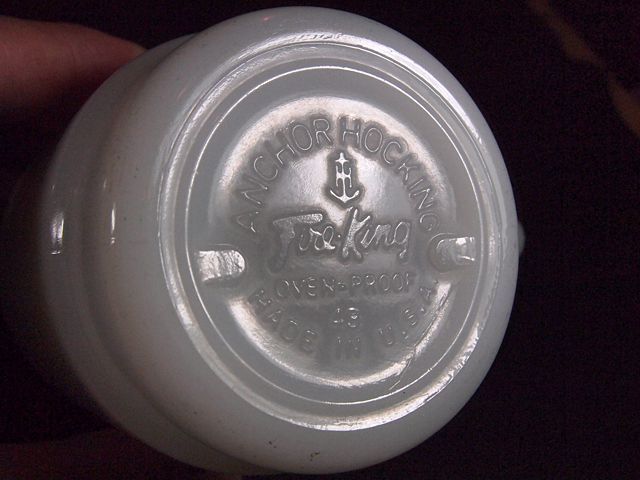 ANCHOR HOCKING
H
Fire-King
OVEN-PROOF
43
MADE IN U.S.A.